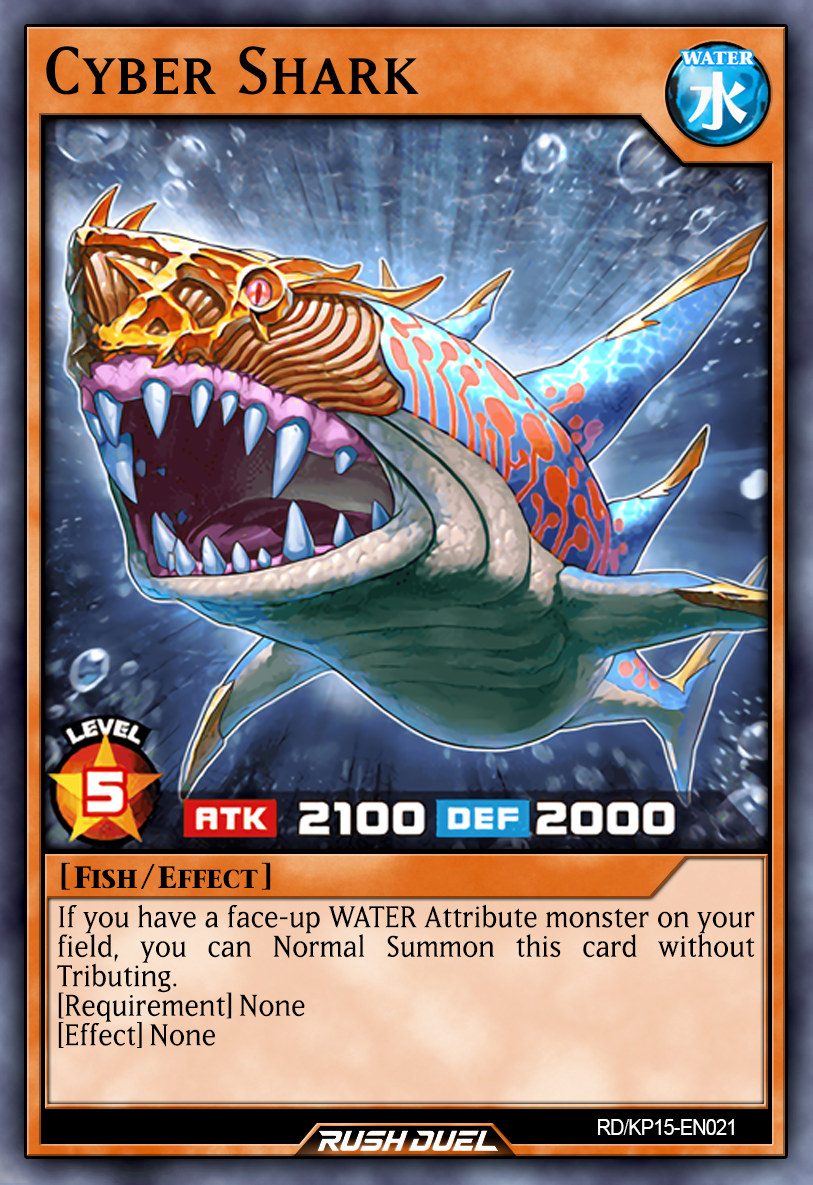 Cyber Shark
WATER
水
LEVEL
5
ATK 2100 DEF 2000
[Fish/Effect]
If you have a face-up WATER Attribute monster on your
field, you can Normal Summon this card without
Tributing.
[Requirement] None
[Effect] None
RD/KP15-EN021
RUSH DUEL